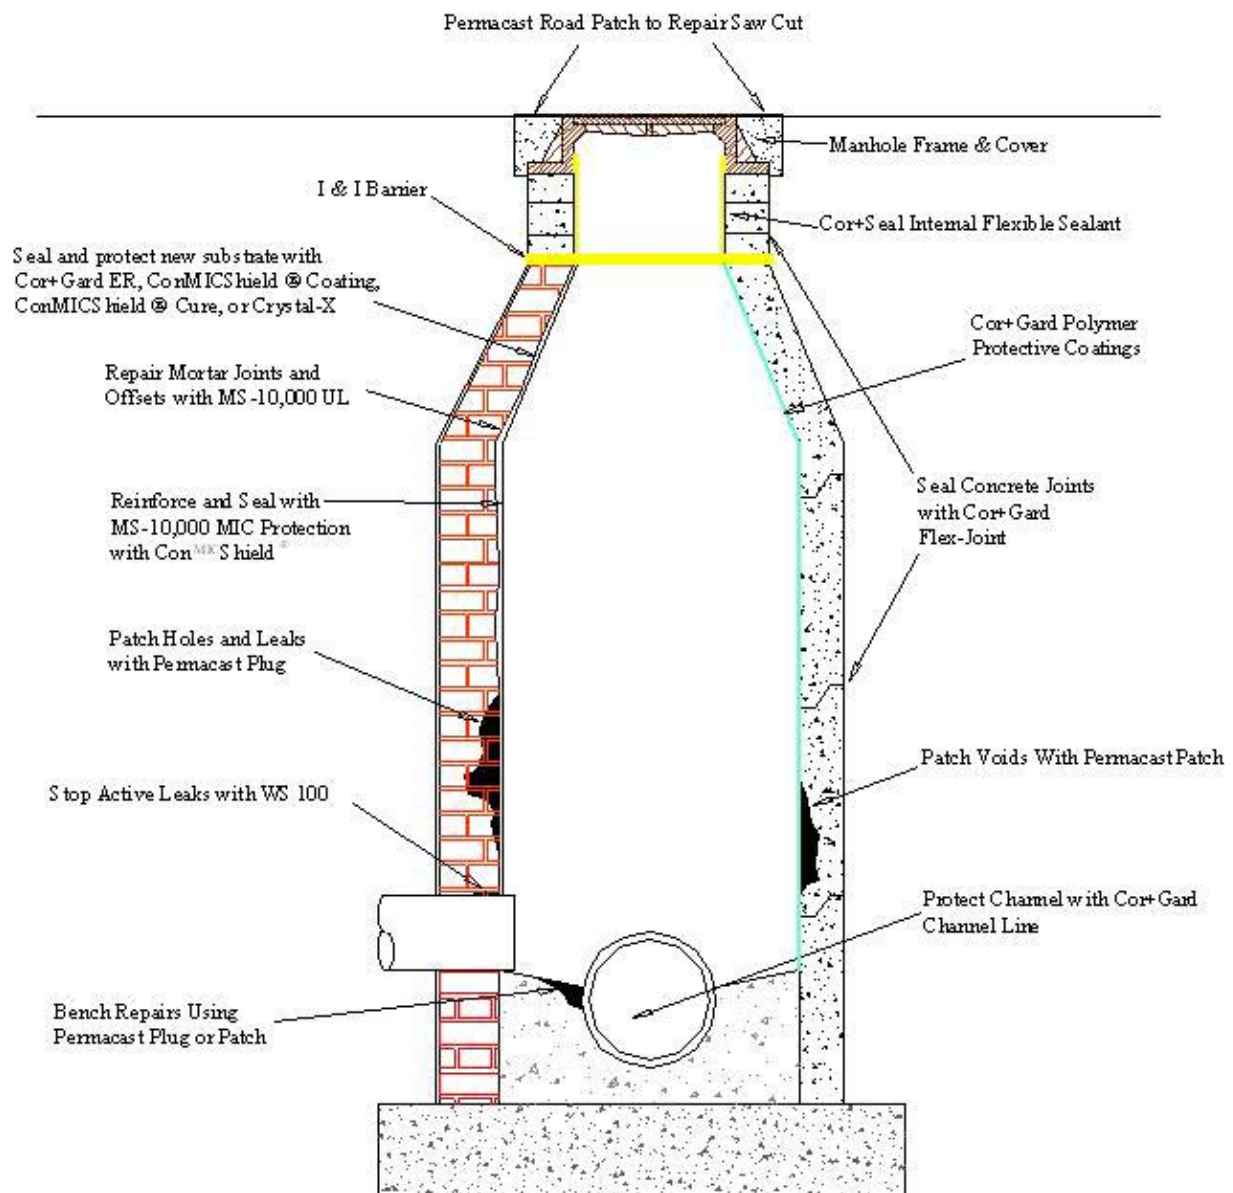 Permacast Road Patch to Repair Saw Cut
Manhole Frame & Cover
I & I Barrier
Cor+Seal Internal Flexible Sealant
Seal and protect new substrate with
Cor+Gard ER, ConMICShield ® Coating,
ConMICShield ® Cure, or Crystal-X
Cor+Gard Polymer
Protective Coatings
Repair Mortar Joints and
Offsets with MS-10,000 UL
Reinforce and Seal with
MS-10,000 MIC Protection
with ConMICShield®
Seal Concrete Joints
with Cor+Gard
Flex-Joint
Patch Holes and Leaks
with Permacast Plug
Patch Voids With Permacast Patch
Stop Active Leaks with WS 100
Protect Channel with Cor+Gard
Channel Line
Bench Repairs Using
Permacast Plug or Patch